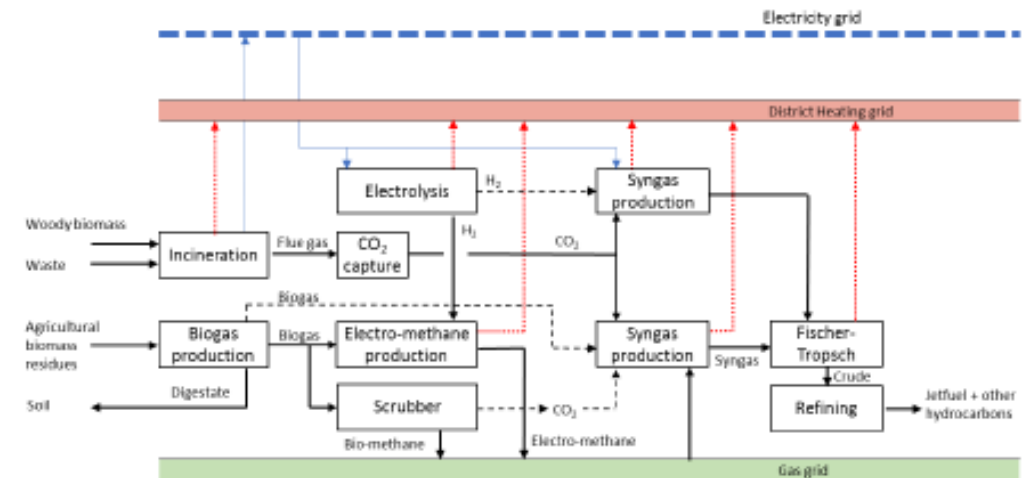 Electricity grid
District Heating grid
Electrolysis
H2
Syngas
production
Woody biomass
Waste
Incineration
Flue gas
CO2
capture
H2
CO2
Biogas
Agricultural
biomass
residues
Biogas
production
Biogas
Electro-methane
production
Syngas
production
Syngas
Fischer-
Tropsch
Crude
Digestate
Soil
Scrubber
CO2
Refining
Jetfuel + other
hydrocarbons
Bio-methane
Electro-methane
Gas grid